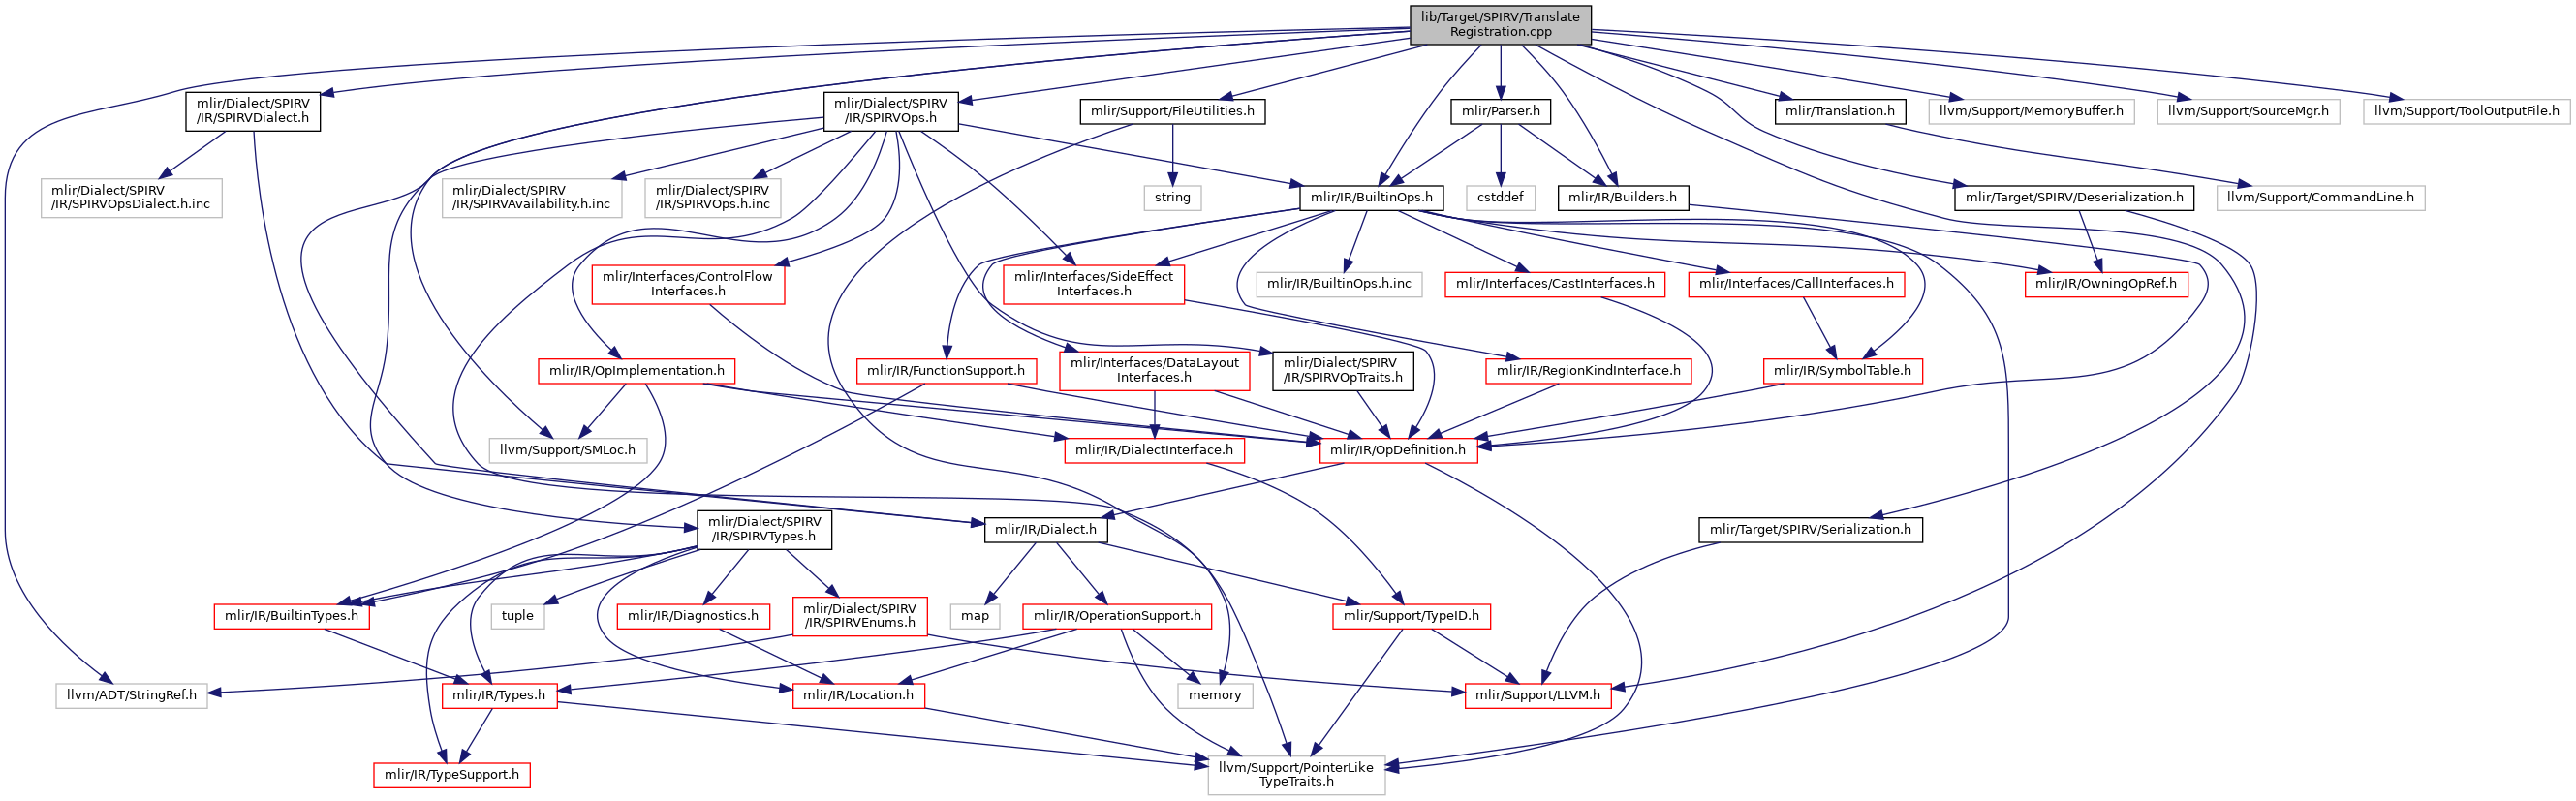 lib/Target/SPIRV/Translate
Registration.cpp
mlir/Dialect/SPIRV
/IR/SPIRVDialect.h
mlir/Dialect/SPIRV
/IR/SPIRVOps.h
mlir/Support/FileUtilities.h
mlir/Parser.h
mlir/Translation.h
llvm/Support/MemoryBuffer.h
llvm/Support/SourceMgr.h
llvm/Support/ToolOutputFile.h
mlir/Dialect/SPIRV
/IR/SPIRVOpsDialect.h.inc
mlir/Dialect/SPIRV
/IR/SPIRVAvailability.h.inc
mlir/Dialect/SPIRV
/IR/SPIRVOps.h.inc
string
mlir/IR/BuiltinOps.h
cstddef
mlir/IR/Builders.h
mlir/Target/SPIRV/Deserialization.h
llvm/Support/CommandLine.h
mlir/Interfaces/ControlFlow
Interfaces.h
mlir/Interfaces/SideEffect
Interfaces.h
mlir/IR/BuiltinOps.h.inc
mlir/Interfaces/CastInterfaces.h
mlir/Interfaces/CallInterfaces.h
mlir/IR/OwningOpRef.h
mlir/IR/OpImplementation.h
mlir/IR/FunctionSupport.h
mlir/Interfaces/DataLayout
Interfaces.h
mlir/Dialect/SPIRV
/IR/SPIRVOpTraits.h
mlir/IR/RegionKindInterface.h
mlir/IR/SymbolTable.h
llvm/Support/SMLoc.h
mlir/IR/DialectInterface.h
mlir/IR/OpDefinition.h
mlir/Dialect/SPIRV
/IR/SPIRVTypes.h
mlir/IR/Dialect.h
mlir/Target/SPIRV/Serialization.h
mlir/IR/BuiltinTypes.h
tuple
mlir/IR/Diagnostics.h
mlir/Dialect/SPIRV
/IR/SPIRVEnums.h
map
mlir/IR/OperationSupport.h
mlir/Support/TypeID.h
llvm/ADT/StringRef.h
mlir/IR/Types.h
mlir/IR/Location.h
memory
mlir/Support/LLVM.h
mlir/IR/TypeSupport.h
llvm/Support/PointerLike
TypeTraits.h